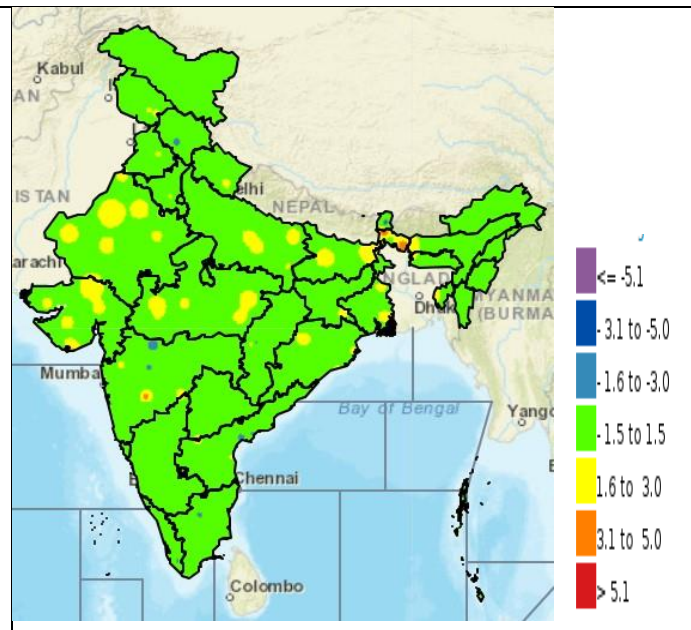 Kabul
AN
elhi
IS TAN
NEPAL
arachi
NGLAD
Dhak
MYANMA
(BURMA
Mumba
Bay of Bengal
Yango
Chennai
Colombo
<= -5.1
- 3.1 to -5.0
- 1.6 to -3.0
-1.5 to 1.5
1.6 to 3.0
3.1 to 5.0
> 5.1